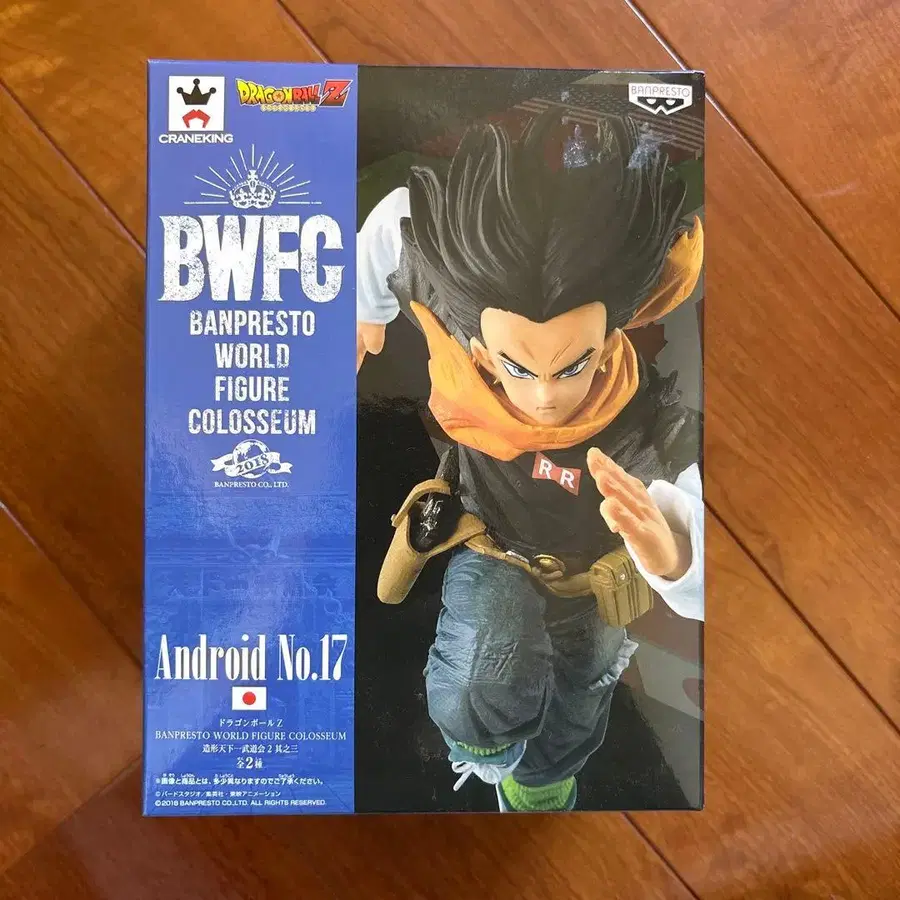 CRANEKING
DRAGONBALL Z
BANPRESTO
BWFC
BANPRESTO
WORLD
FIGURE
COLOSSEUM
2018
BANPRESTO CO., LTD.
RR
Android No.17
ドラゴンボールZ
BANPRESTO WORLD FIGURE COLOSSEUM
造形天下一武道会2 其之三
全2種
※画像と商品とは、多少異なりますのでご了承ください。
©バードスタジオ/集英社・東映アニメーション
©2018 BANPRESTO CO.,LTD. ALL RIGHTS RESERVED.